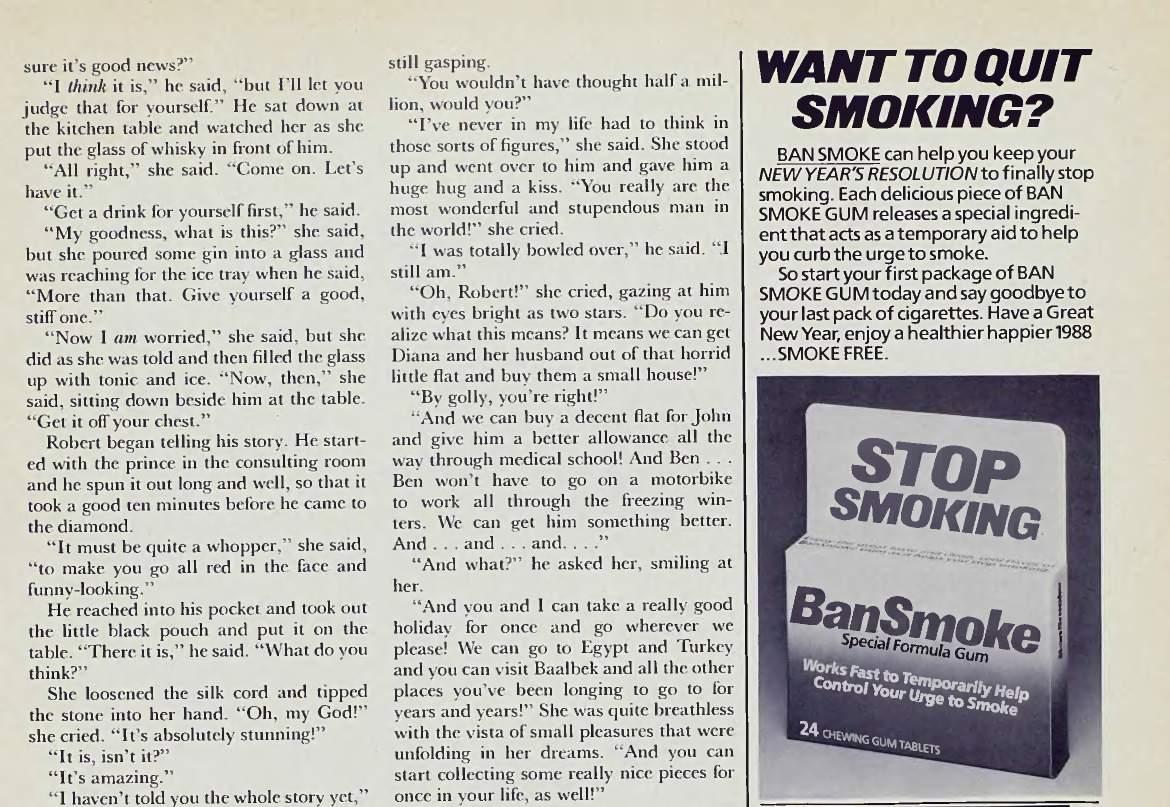 sure it's good news?"
"I think it is," he said, "but I'll let you
judge that for yourself." He sat down at
the kitchen table and watched her as she
put the glass of whisky in front of him.
"All right," she said. "Come on. Let's
have it."
"Get a drink for yourself first," he said.
"My goodness, what is this?" she said,
but she poured some gin into a glass and
was reaching for the ice tray when he said,
"More than that. Give yourself a good,
stiff one."
"Now I am worried," she said, but she
did as she was told and then filled the glass
up with tonic and ice. "Now, then," she
said, sitting down beside him at the table.
"Get it off your chest."
Robert began telling his story. He start-
ed with the prince in the consulting room
and he spun it out long and well, so that it
took a good ten minutes before he came to
the diamond.
"It must be quite a whopper," she said,
"to make you go all red in the face and
funny-looking."
He reached into his pocket and took out
the little black pouch and put it on the
table. "There it is," he said. "What do you
think?"
She loosened the silk cord and tipped
the stone into her hand. "Oh, my God!"
she cried. "It's absolutely stunning!"
"It is, isn't it?"
"It's amazing."
"I haven't told you the whole story yet,"
still gasping.
"You wouldn't have thought half a mil-
lion, would you?"
"I've never in my life had to think in
those sorts of figures," she said. She stood
up and went over to him and gave him a
huge hug and a kiss. "You really are the
most wonderful and stupendous man in
the world!" she cried.
"I was totally bowled over," he said. "I
still am."
"Oh, Robert!" she cried, gazing at him
with eyes bright as two stars. "Do you re-
alize what this means? It means we can get
Diana and her husband out of that horrid
little flat and buy them a small house!"
"By golly, you're right!"
"And we can buy a decent flat for John
and give him a better allowance all the
way through medical school! And Ben . . .
Ben won't have to go on a motorbike
to work all through the freezing win-
ters. We can get him something better.
And . . . and . . . and. . . ."
"And what?" he asked her, smiling at
her.
"And you and I can take a really good
holiday for once and go wherever we
please! We can go to Egypt and Turkey
and you can visit Baalbek and all the other
places you've been longing to go to for
years and years!" She was quite breathless
with the vista of small pleasures that were
unfolding in her dreams. "And you can
start collecting some really nice pieces for
once in your life, as well!"
WANT TO QUIT
SMOKING?
BAN SMOKE can help you keep your
NEW YEAR'S RESOLUTION to finally stop
smoking. Each delicious piece of BAN
SMOKE GUM releases a special ingredi-
ent that acts as a temporary aid to help
you curb the urge to smoke.
So start your first package of BAN
SMOKE GUM today and say goodbye to
your last pack of cigarettes. Have a Great
New Year, enjoy a healthier happier 1988
...SMOKE FREE.
STOP
SMOKING
BanSmoke
Special Formula Gum
Works Fast to Temporarily Help
Control Your Urge to Smoke
24 CHEWING GUM TABLETS